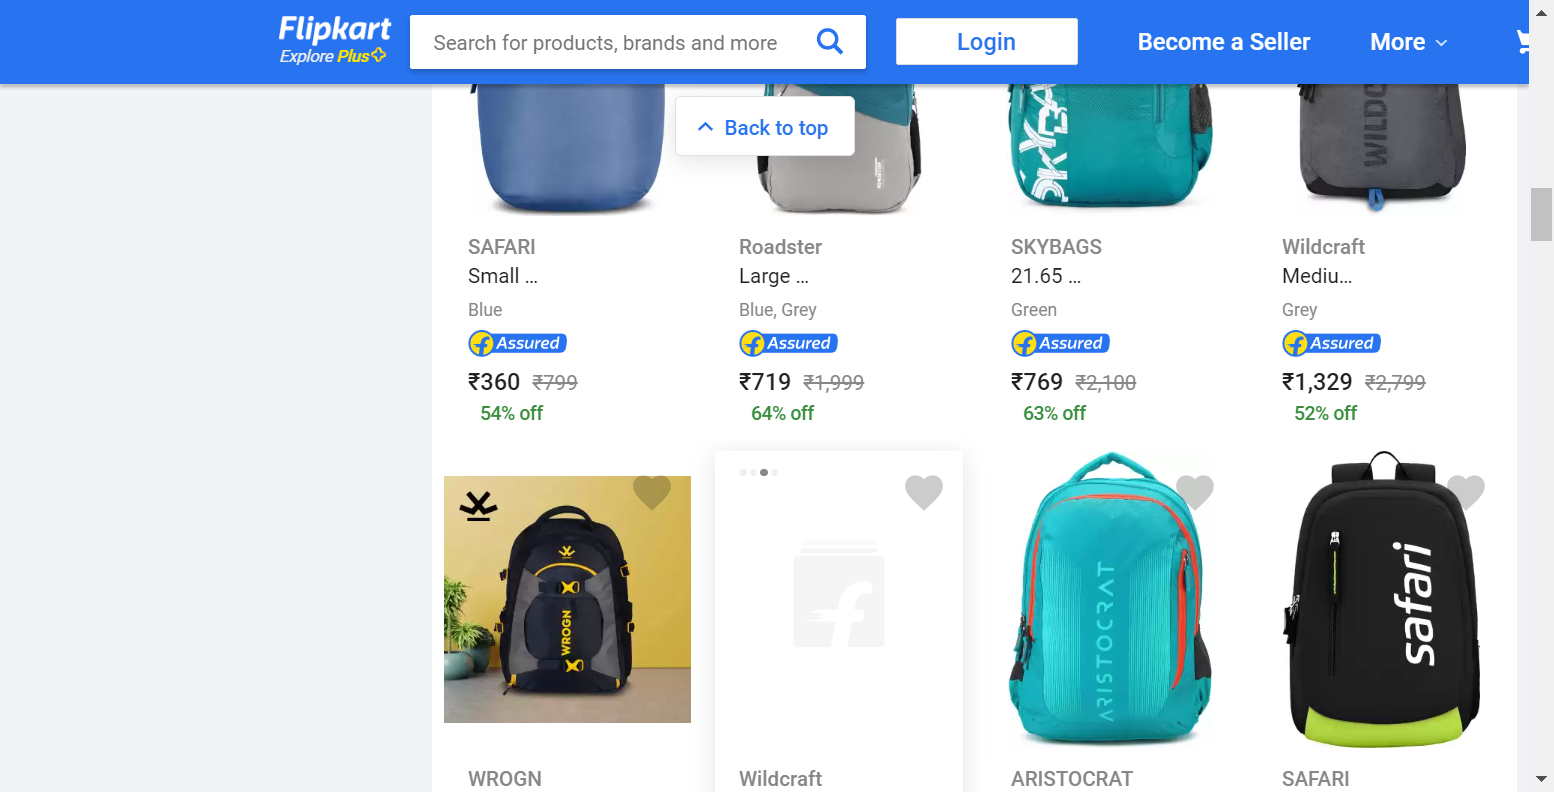 Flipkart
Explore Plus
Search for products, brands and more
Login
Become a Seller
More
Back to top
ROADSTER
SKYBA
WILDC
SAFARI
Small ...
Blue
Assured
₹360 ₹799
54% off
Roadster
Large ...
Blue, Grey
Assured
₹719 ₹1,999
64% off
SKYBAGS
21.65 ...
Green
Assured
₹769 ₹2,100
63% off
Wildcraft
Mediu...
Grey
Assured
₹1,329 ₹2,799
52% off
WROGN
WROGN
Wildcraft
ARISTOCRAT
ARISTOCRAT
safari
SAFARI